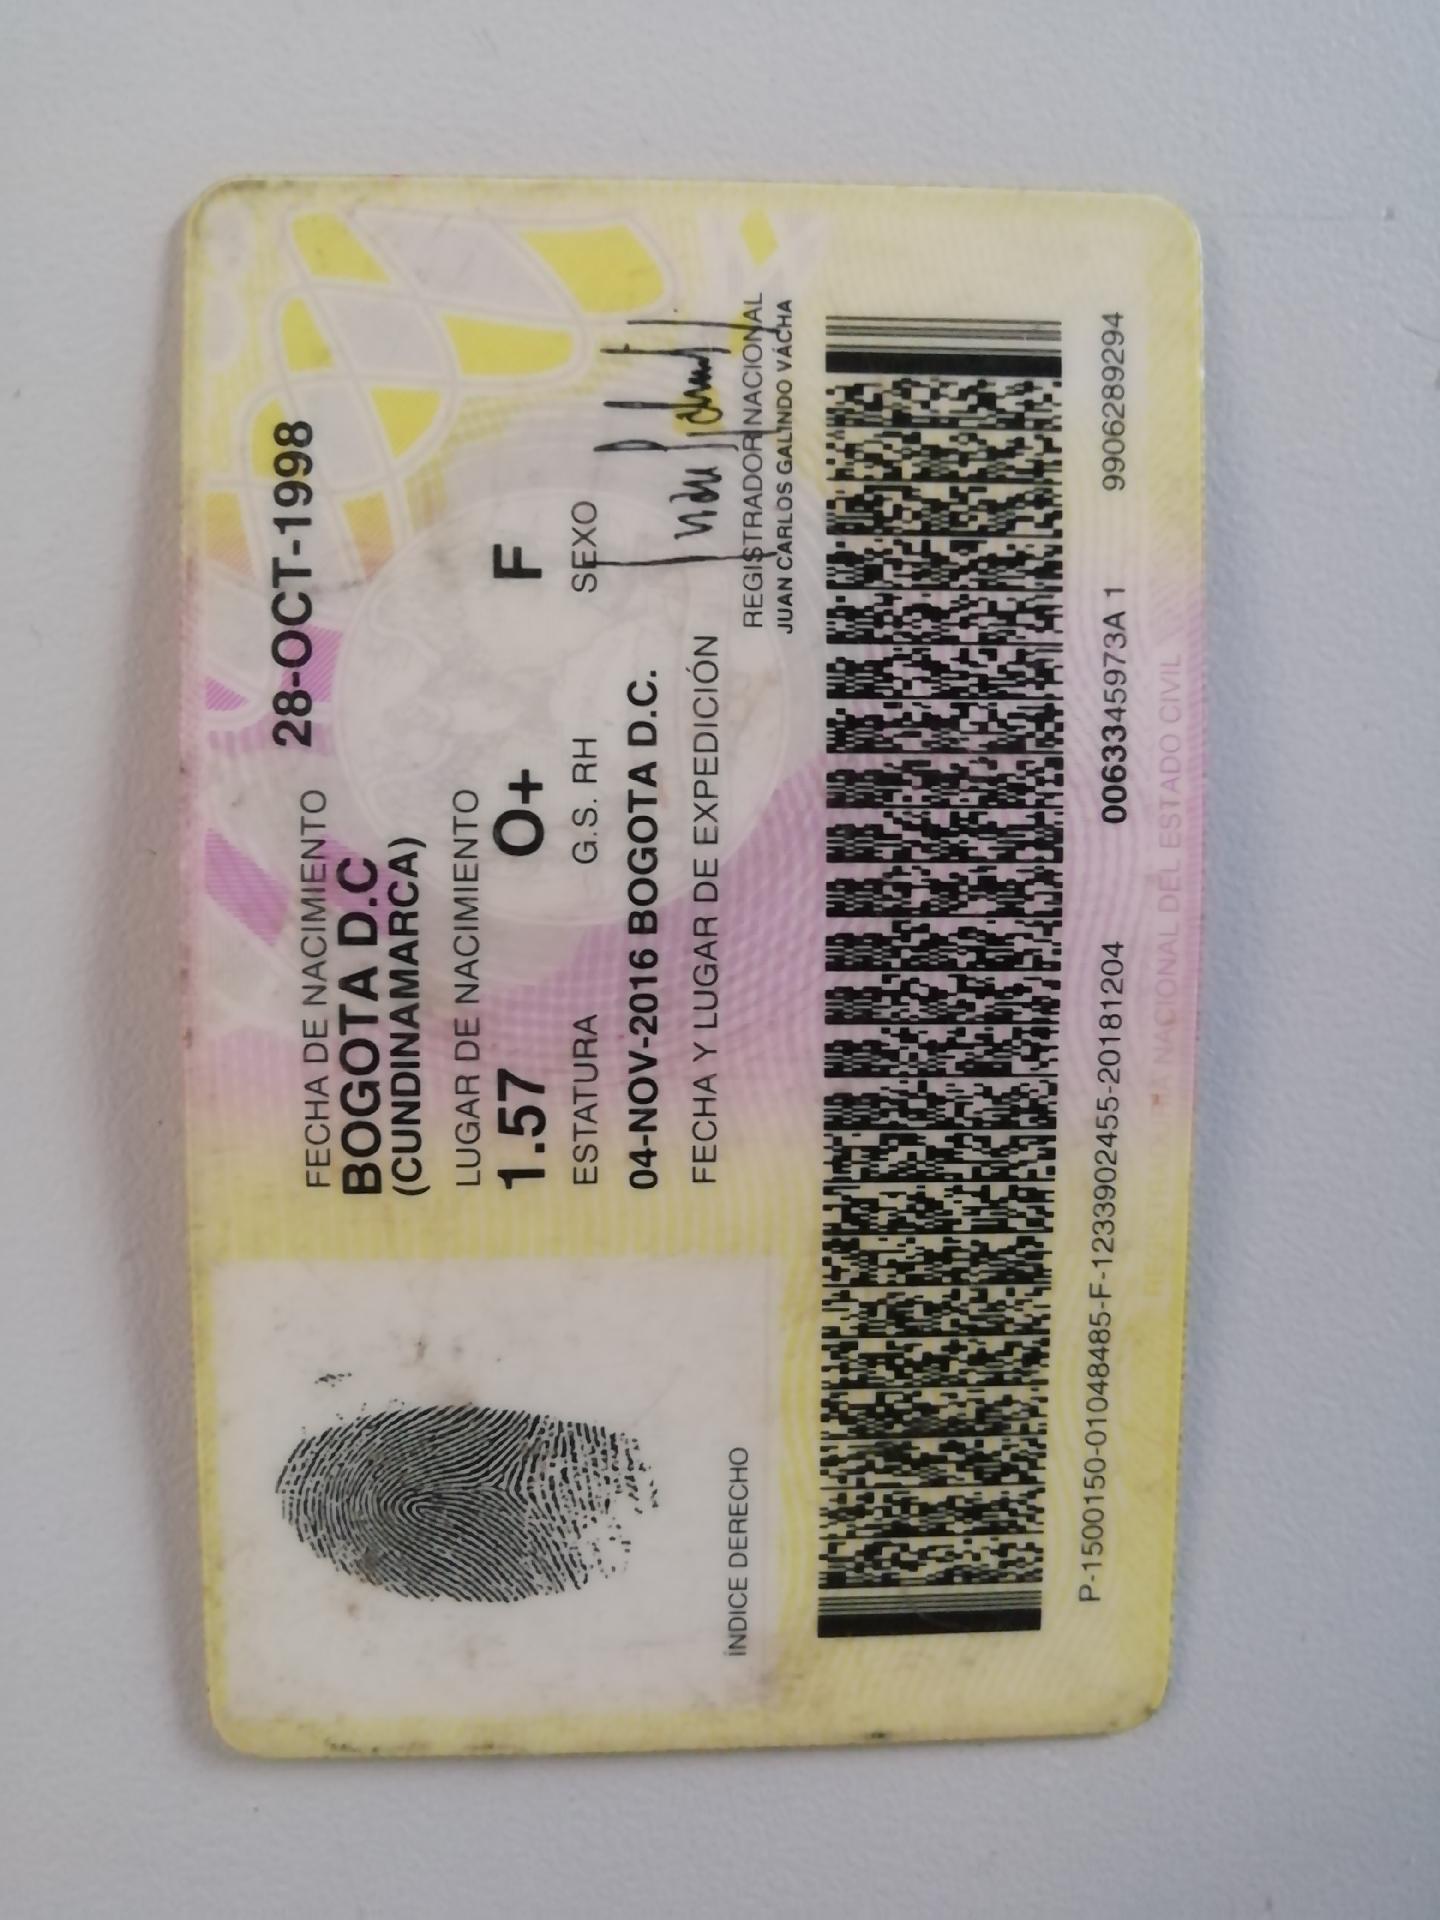 FECHA DE NACIMIENTO 28-OCT-1998
BOGOTA D.C
(CUNDINAMARCA)
LUGAR DE NACIMIENTO
1.57 O+ F
ESTATURA G.S. RH SEXO
04-NOV-2016 BOGOTA D.C.
FECHA Y LUGAR DE EXPEDICIÓN
REGISTRADOR NACIONAL
JUAN CARLOS GALINDO VÁCHA
ÍNDICE DERECHO
P-1500150-01048485-F-1233902455-20181204 0063345973A 1 9906289294
REGISTRADURIA NACIONAL DEL ESTADO CIVIL